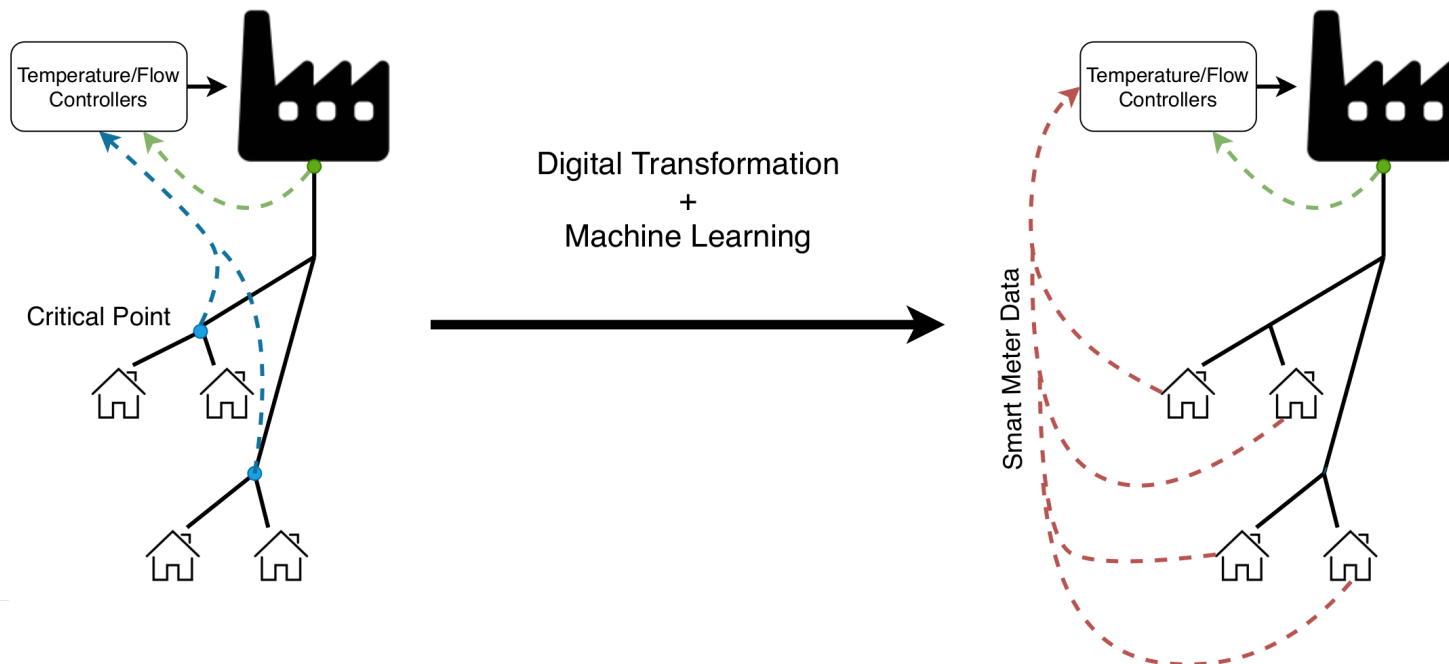 Temperature/Flow
Controllers
Critical Point
Digital Transformation
+
Machine Learning
Smart Meter Data
Temperature/Flow
Controllers